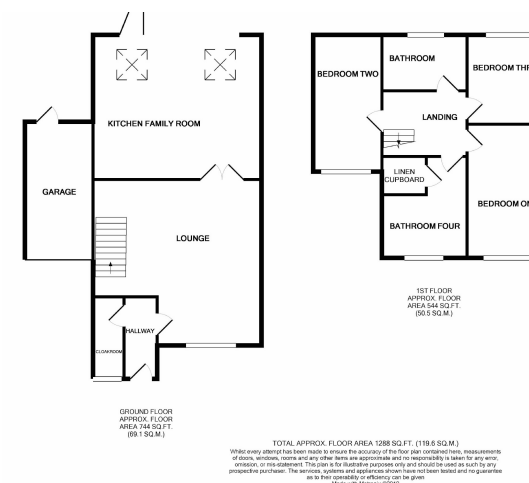 KITCHEN FAMILY ROOM
GARAGE
LOUNGE
HALLWAY
CLOAKROOM
GROUND FLOOR
APPROX. FLOOR
AREA 744 SQ.FT.
(69.1 SQ.M.)
BEDROOM TWO
BATHROOM
BEDROOM THR
LANDING
LINEN
CUPBOARD
BEDROOM ON
BATHROOM FOUR
1ST FLOOR
APPROX. FLOOR
AREA 544 SQ.FT.
(50.5 SQ.M.)
TOTAL APPROX. FLOOR AREA 1288 SQ.FT. (119.6 SQ.M.)
Whilst every attempt has been made to ensure the accuracy of the floor plan contained here, measurements
of doors, windows, rooms and any other items are approximate and no responsibility is taken for any error,
omission, or mis-statement. This plan is for illustrative purposes only and should be used as such by any
prospective purchaser. The services, systems and appliances shown have not been tested and no guarantee
as to their operability or efficiency can be given
Made with